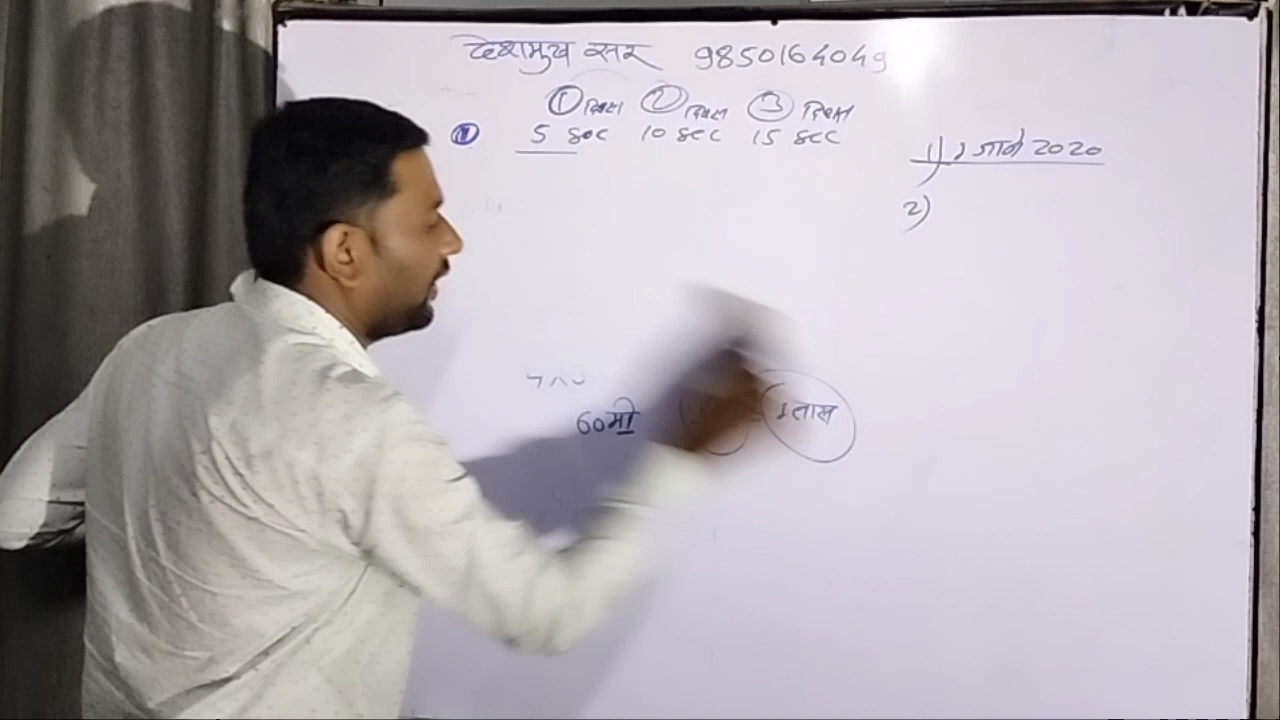 देशमुख सर 9850164049
① दिवस ② दिवस ③ दिवस
5 sec 10 sec 15 sec
1) 1 जाने 2020
2)
60 मी
1 लाख